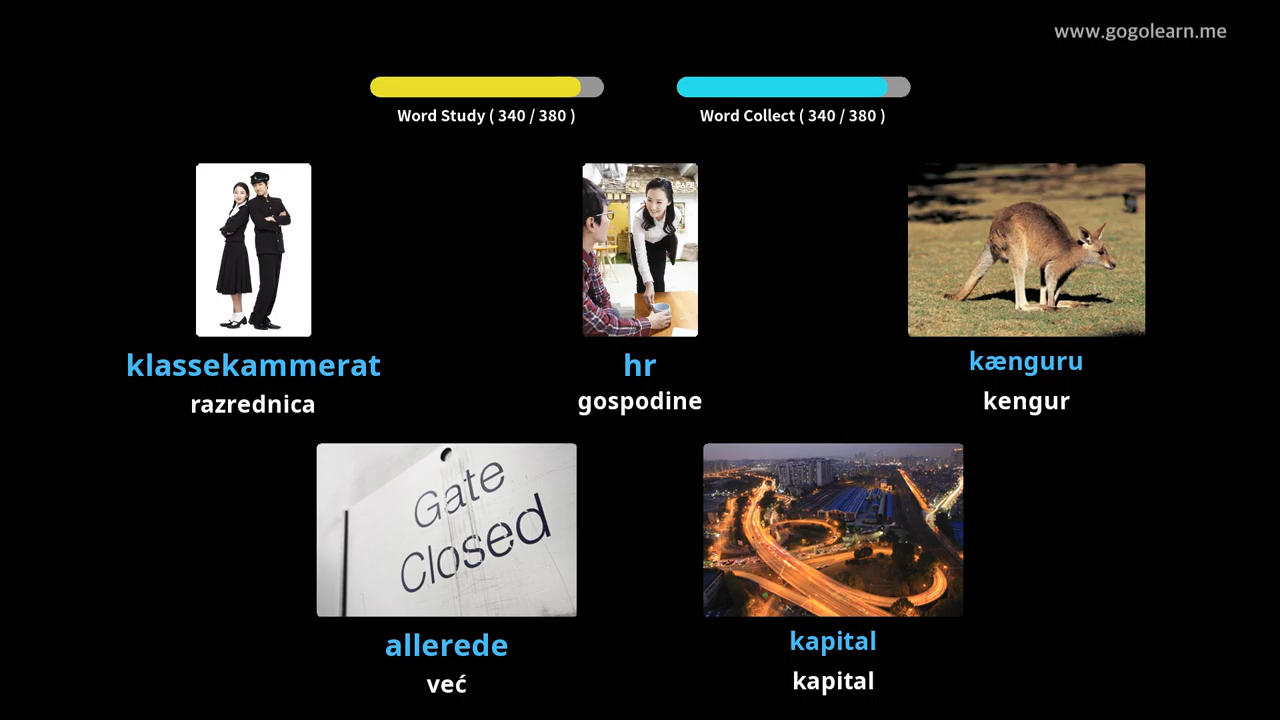 www.gogolearn.me
Word Study ( 340 / 380 )
Word Collect ( 340 / 380 )
klassekammerat
razrednica
hr
gospodine
kænguru
kengur
Gate
Closed
allerede
već
kapital
kapital